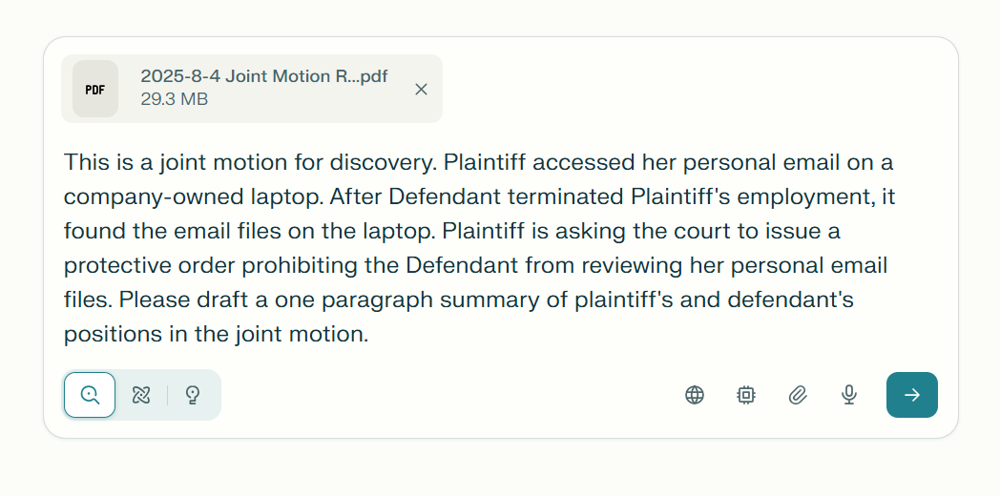 PDF
2025-8-4 Joint Motion R...pdf
29.3 MB
This is a joint motion for discovery. Plaintiff accessed her personal email on a
company-owned laptop. After Defendant terminated Plaintiff's employment, it
found the email files on the laptop. Plaintiff is asking the court to issue a
protective order prohibiting the Defendant from reviewing her personal email
files. Please draft a one paragraph summary of plaintiff's and defendant's
positions in the joint motion.